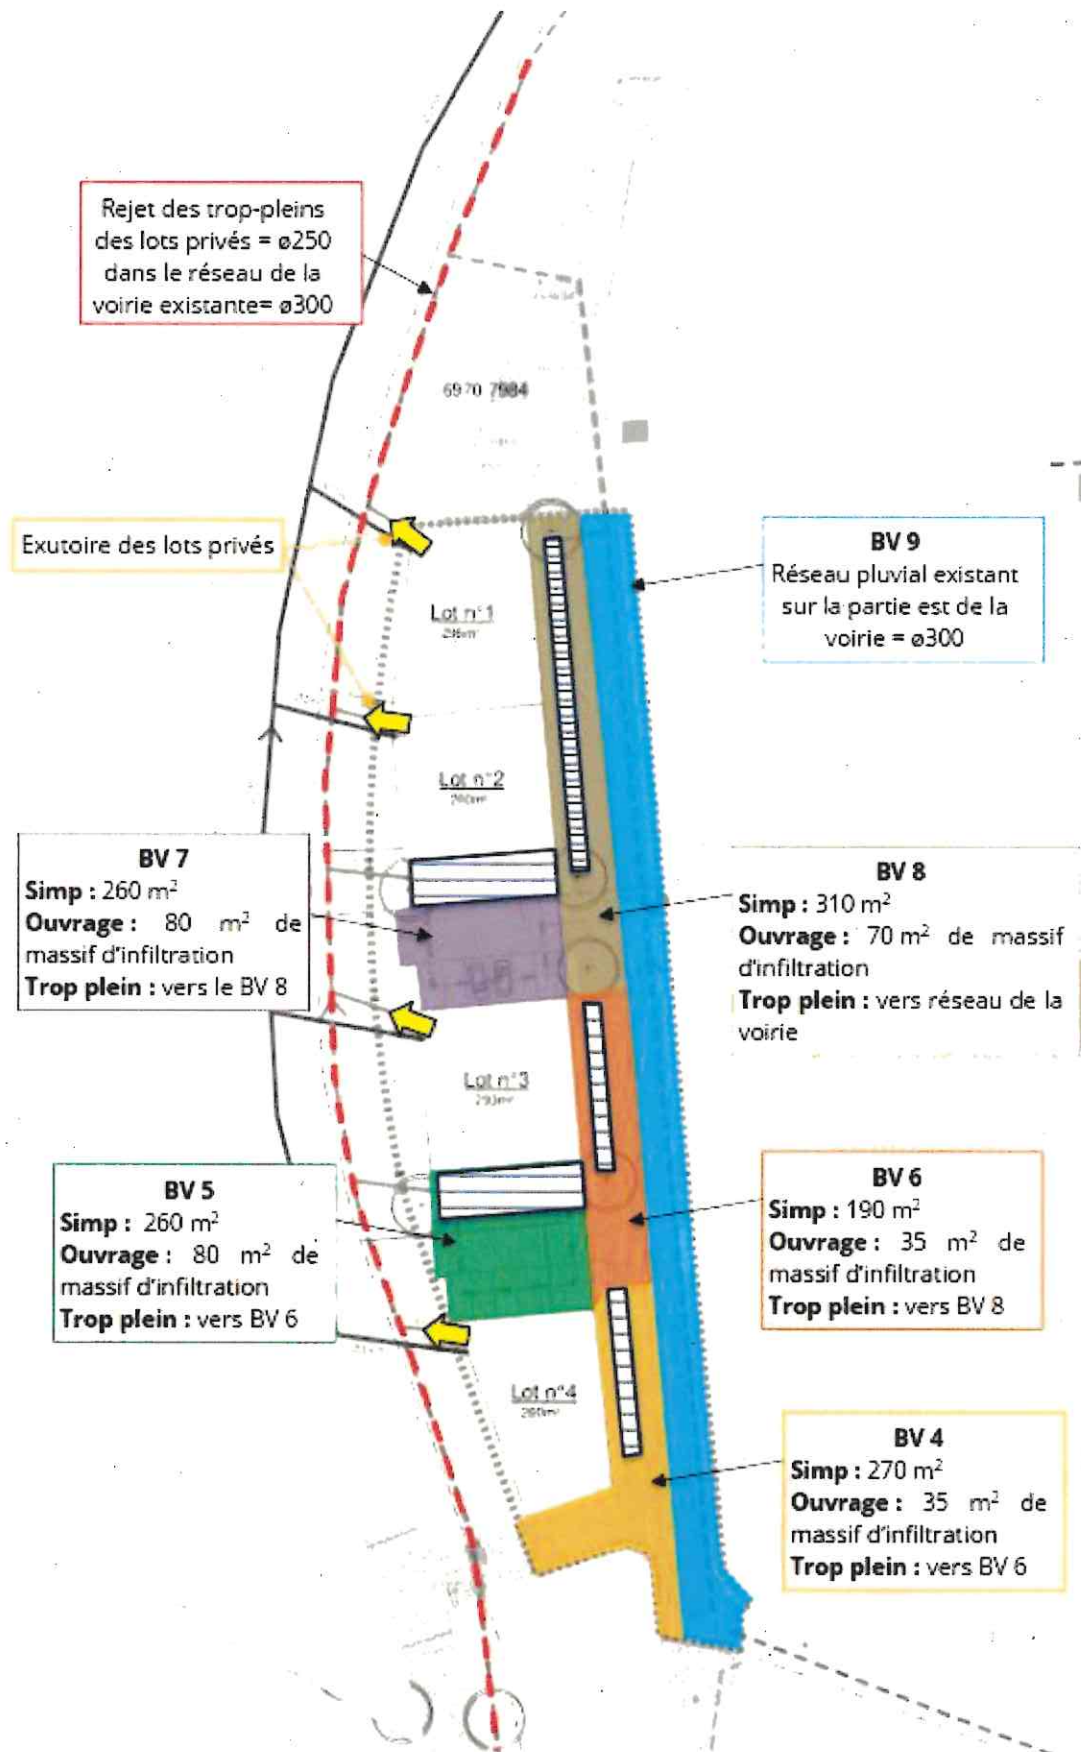 Rejet des trop-pleins
des lots privés = ø250
dans le réseau de la
voirie existante= ø300
6970 7984
Exutoire des lots privés
BV 9
Réseau pluvial existant
sur la partie est de la
voirie = ø300
Lot n°1
Lot n°2
BV 7
Simp : 260 m²
Ouvrage : 80 m² de
massif d'infiltration
Trop plein : vers le BV 8
BV 8
Simp : 310 m²
Ouvrage : 70 m² de massif
d'infiltration
Trop plein : vers réseau de la
voirie
Lot n°3
BV 5
Simp : 260 m²
Ouvrage : 80 m² de
massif d'infiltration
Trop plein : vers BV 6
BV 6
Simp : 190 m²
Ouvrage : 35 m² de
massif d'infiltration
Trop plein : vers BV 8
Lot n°4
BV 4
Simp : 270 m²
Ouvrage : 35 m² de
massif d'infiltration
Trop plein : vers BV 6